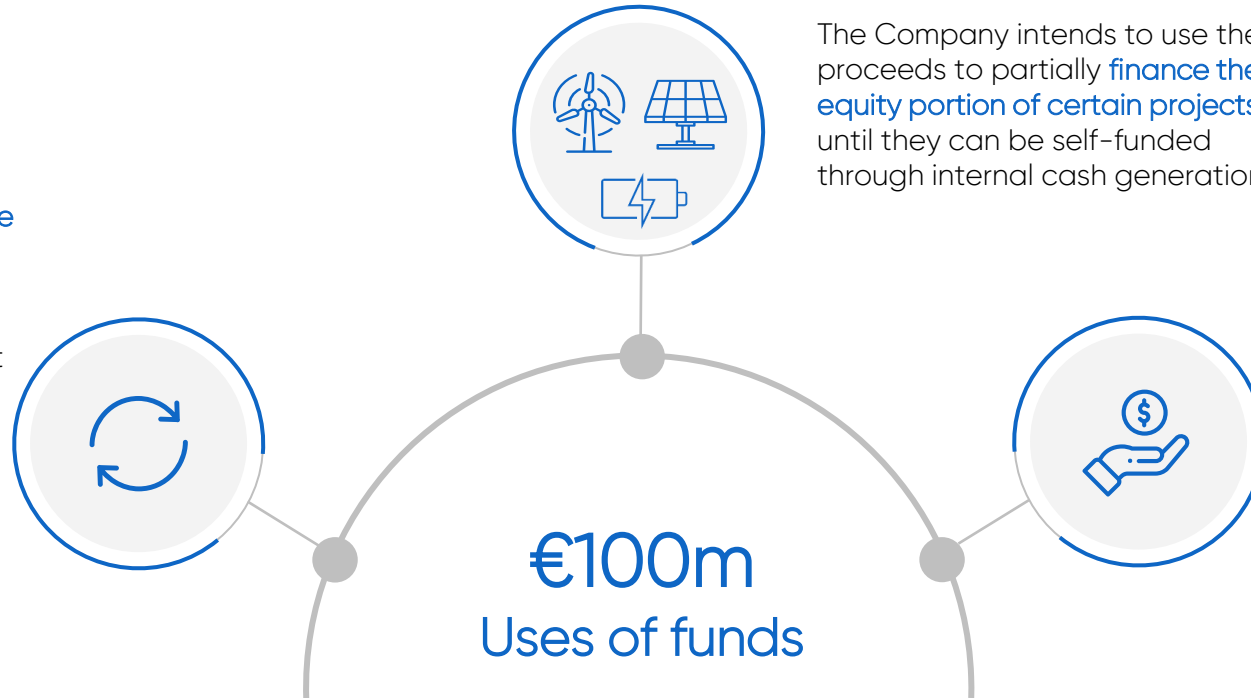 The Company intends to use the
proceeds to partially finance the
equity portion of certain projects
until they can be self-funded
through internal cash generation
€100m
Uses of funds